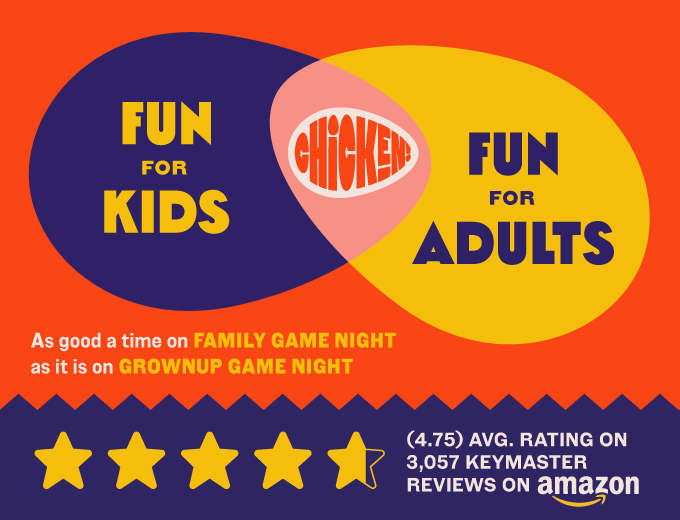 FUN
FOR
KIDS
CHICKEN!
FUN
FOR
ADULTS
As good a time on FAMILY GAME NIGHT
as it is on GROWNUP GAME NIGHT
(4.75) AVG. RATING ON
3,057 KEYMASTER
REVIEWS ON amazon